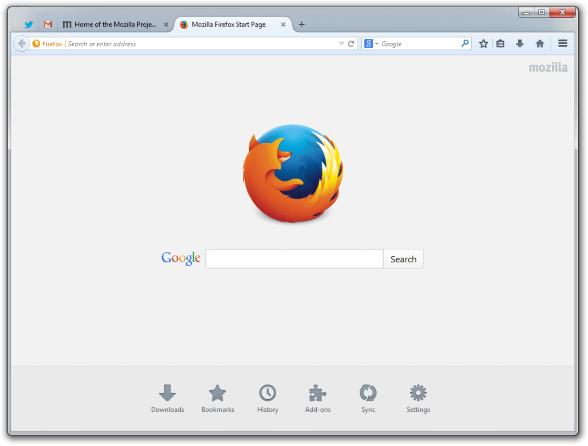 Home of the Mozilla Proje...
Mozilla Firefox Start Page
Firefox
Search or enter address
Google
mozilla
Google
Search
Downloads
Bookmarks
History
Add-ons
Sync
Settings